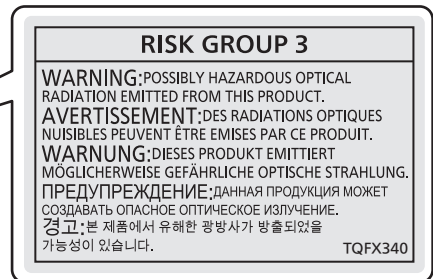 RISK GROUP 3
WARNING:POSSIBLY HAZARDOUS OPTICAL
RADIATION EMITTED FROM THIS PRODUCT.
AVERTISSEMENT:DES RADIATIONS OPTIQUES
NUISIBLES PEUVENT ÊTRE EMISES PAR CE PRODUIT.
WARNUNG:DIESES PRODUKT EMITTIERT
MÖGLICHERWEISE GEFÄHRLICHE OPTISCHE STRAHLUNG.
ПРЕДУПРЕЖДЕНИЕ:ДАННАЯ ПРОДУКЦИЯ МОЖЕТ
СОЗДАВАТЬ ОПАСНОЕ ОПТИЧЕСКОЕ ИЗЛУЧЕНИЕ.
경고:본 제품에서 유해한 광방사가 방출되었을
가능성이 있습니다.
TQFX340